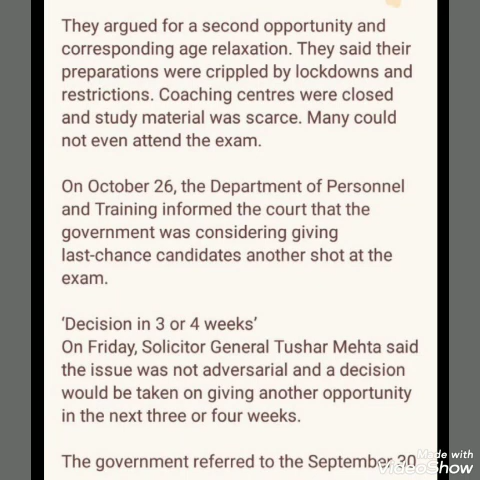 They argued for a second opportunity and
corresponding age relaxation. They said their
preparations were crippled by lockdowns and
restrictions. Coaching centres were closed
and study material was scarce. Many could
not even attend the exam.
On October 26, the Department of Personnel
and Training informed the court that the
government was considering giving
last-chance candidates another shot at the
exam.
‘Decision in 3 or 4 weeks’
On Friday, Solicitor General Tushar Mehta said
the issue was not adversarial and a decision
would be taken on giving another opportunity
in the next three or four weeks.
The government referred to the September 30
Made with
VideoShow